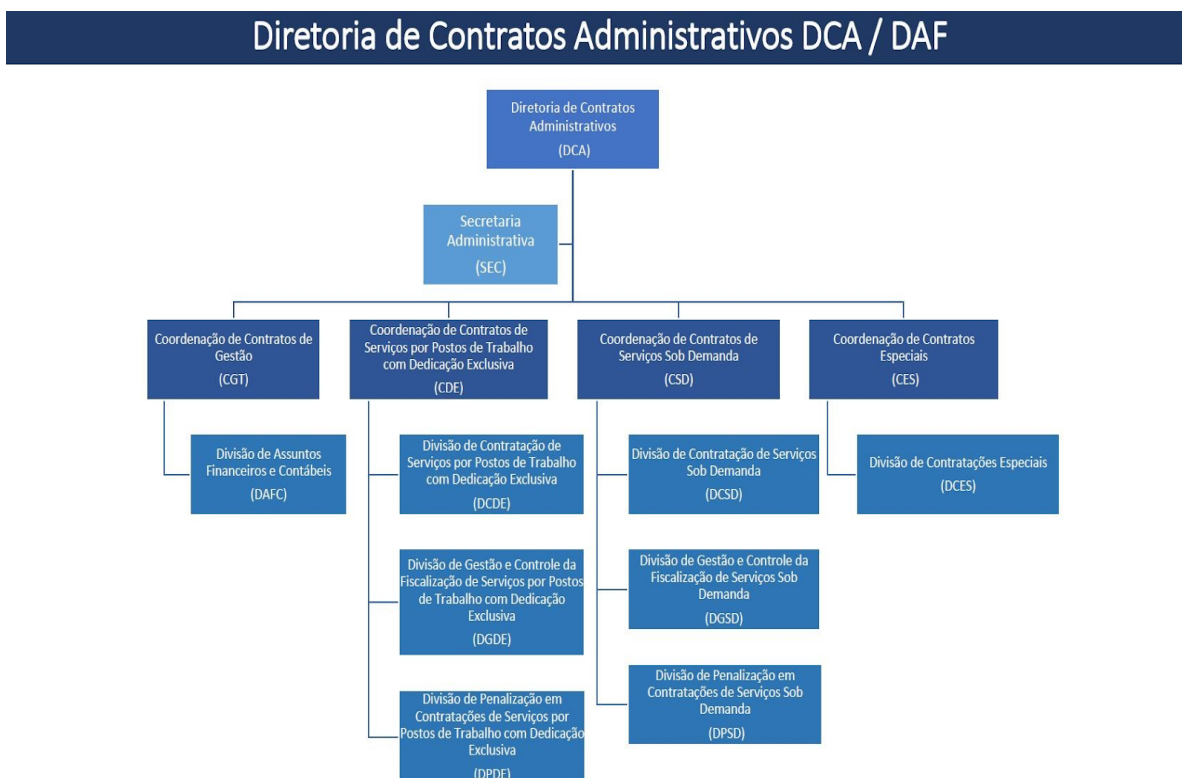 Diretoria de Contratos Administrativos DCA / DAF
Diretoria de Contratos
Administrativos
(DCA)
Secretaria
Administrativa
(SEC)
Coordenação de Contratos de
Gestão
(CGT)
Coordenação de Contratos de
Serviços por Postos de Trabalho
com Dedicação Exclusiva
(CDE)
Coordenação de Contratos de
Serviços Sob Demanda
(CSD)
Coordenação de Contratos
Especiais
(CES)
Divisão de Assuntos
Financeiros e Contábeis
(DAFC)
Divisão de Contratação de
Serviços por Postos de Trabalho
com Dedicação Exclusiva
(DCDE)
Divisão de Contratação de Serviços
Sob Demanda
(DCSD)
Divisão de Contratações Especiais
(DCES)
Divisão de Gestão e Controle da
Fiscalização de Serviços por Postos
de Trabalho com Dedicação
Exclusiva
(DGDE)
Divisão de Gestão e Controle da
Fiscalização de Serviços Sob
Demanda
(DGSD)
Divisão de Penalização em
Contratações de Serviços por
Postos de Trabalho com Dedicação
Exclusiva
(DPDE)
Divisão de Penalização em
Contratações de Serviços Sob
Demanda
(DPSD)